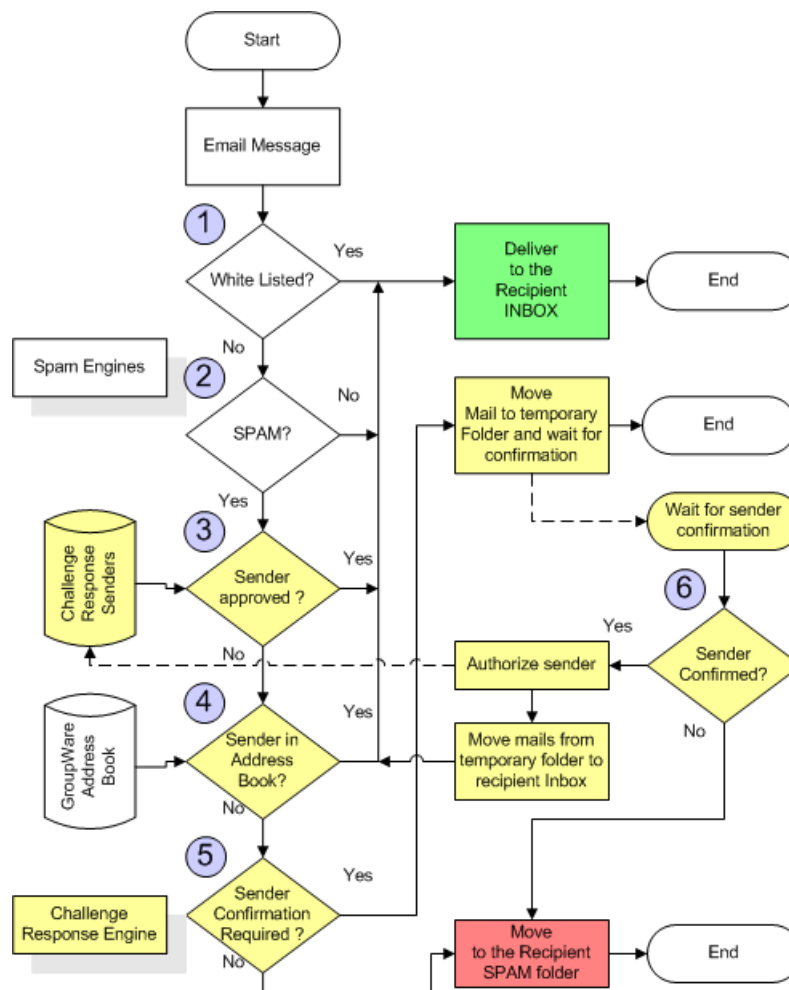 Start
Email Message
1
White Listed?
Yes
No
Deliver
to the
Recipient
INBOX
End
Spam Engines
2
SPAM?
No
Yes
Move
Mail to temporary
Folder and wait for
confirmation
End
Wait for sender
confirmation
3
Challenge
Response
Senders
Sender
approved ?
Yes
No
6
Sender
Confirmed?
Yes
No
Authorize sender
Move mails from
temporary folder to
recipient Inbox
4
GroupWare
Address
Book
Sender in
Address
Book?
Yes
No
5
Challenge
Response Engine
Sender
Confirmation
Required ?
Yes
No
Move
to the Recipient
SPAM folder
End